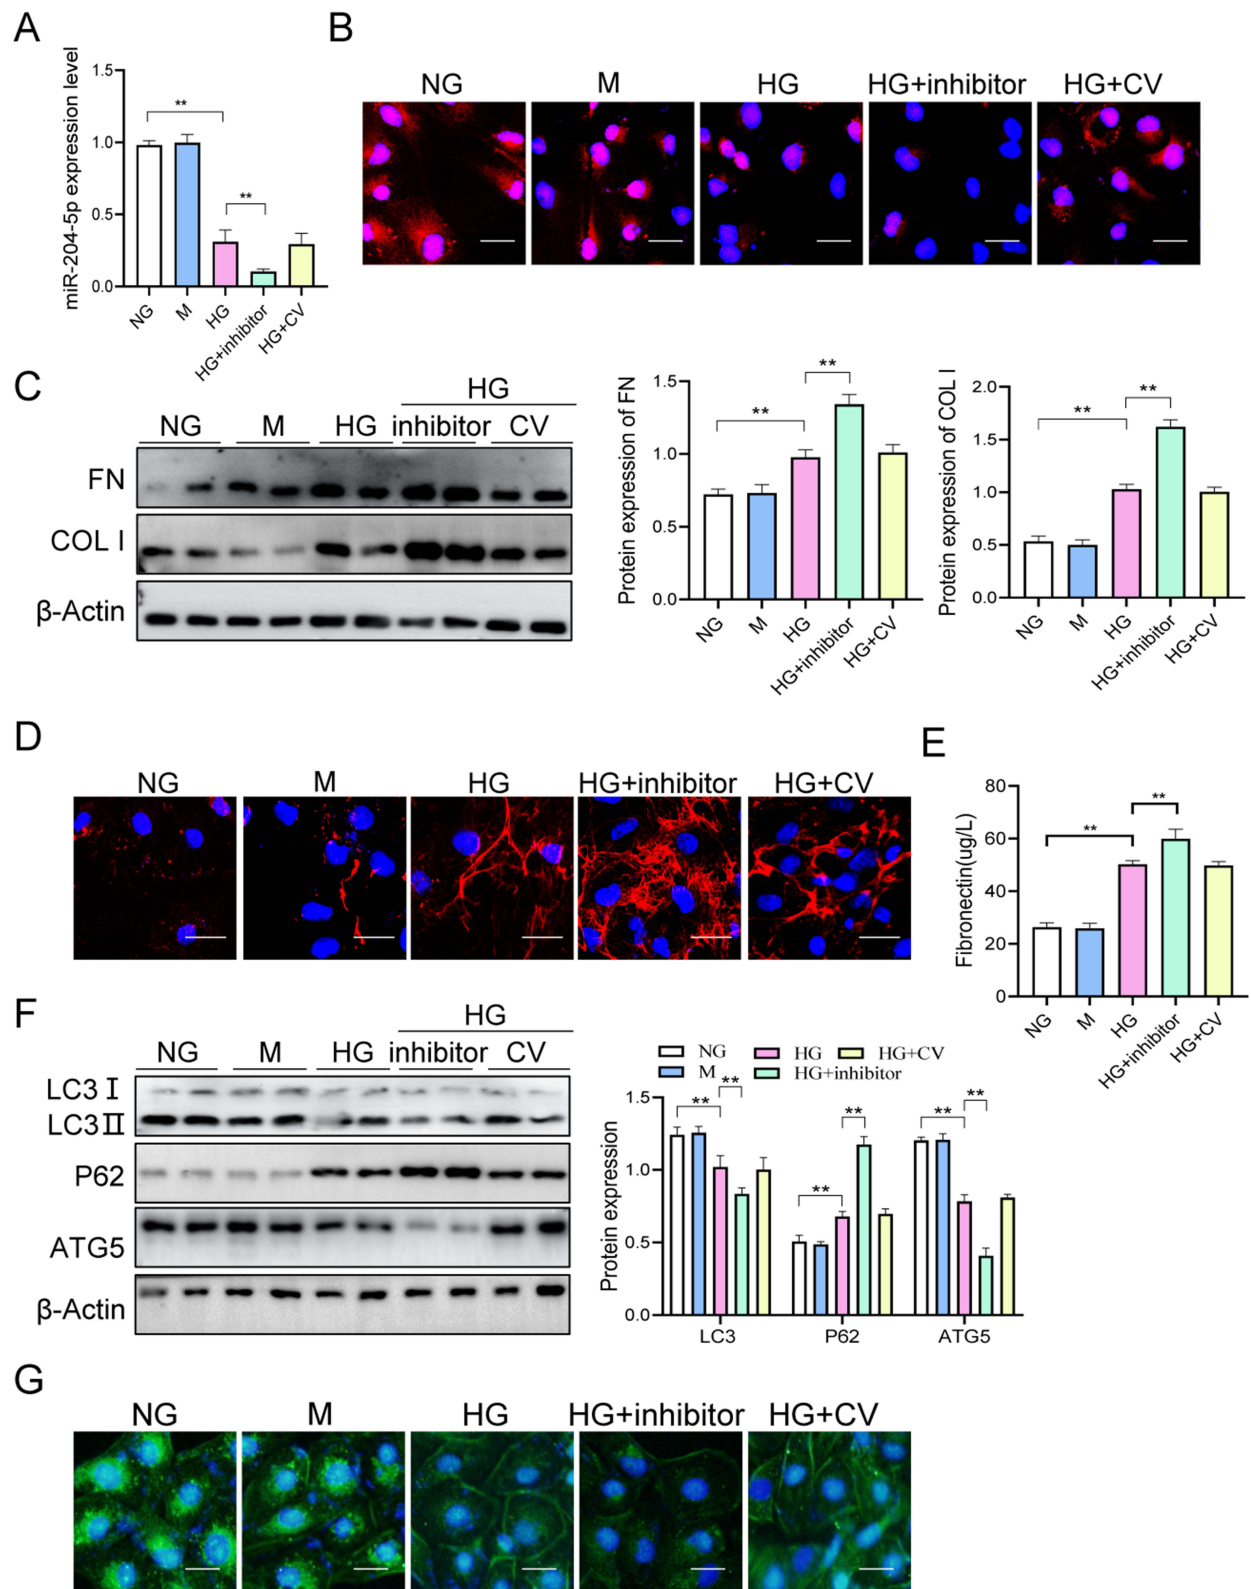 A
B
miR-204-5p expression level
1.5
1.0
0.5
0.0
**
**
NG
M
HG
HG+inhibitor
HG+CV
NG M HG HG+inhibitor HG+CV
C
HG
NG M HG inhibitor CV
FN
COL I
β-Actin
Protein expression of FN
1.5
1.0
0.5
0.0
**
**
NG
M
HG
HG+inhibitor
HG+CV
Protein expression of COL I
2.0
1.5
1.0
0.5
0.0
**
**
NG
M
HG
HG+inhibitor
HG+CV
D
NG M HG HG+inhibitor HG+CV
E
Fibronectin(ug/L)
80
60
40
20
0
**
**
NG
M
HG
HG+inhibitor
HG+CV
F
HG
NG M HG inhibitor CV
LC3 I
LC3 II
P62
ATG5
β-Actin
NG HG HG+CV
M HG+inhibitor
Protein expression
1.5
1.0
0.5
0.0
** **
** **
** **
LC3 P62 ATG5
G
NG M HG HG+inhibitor HG+CV